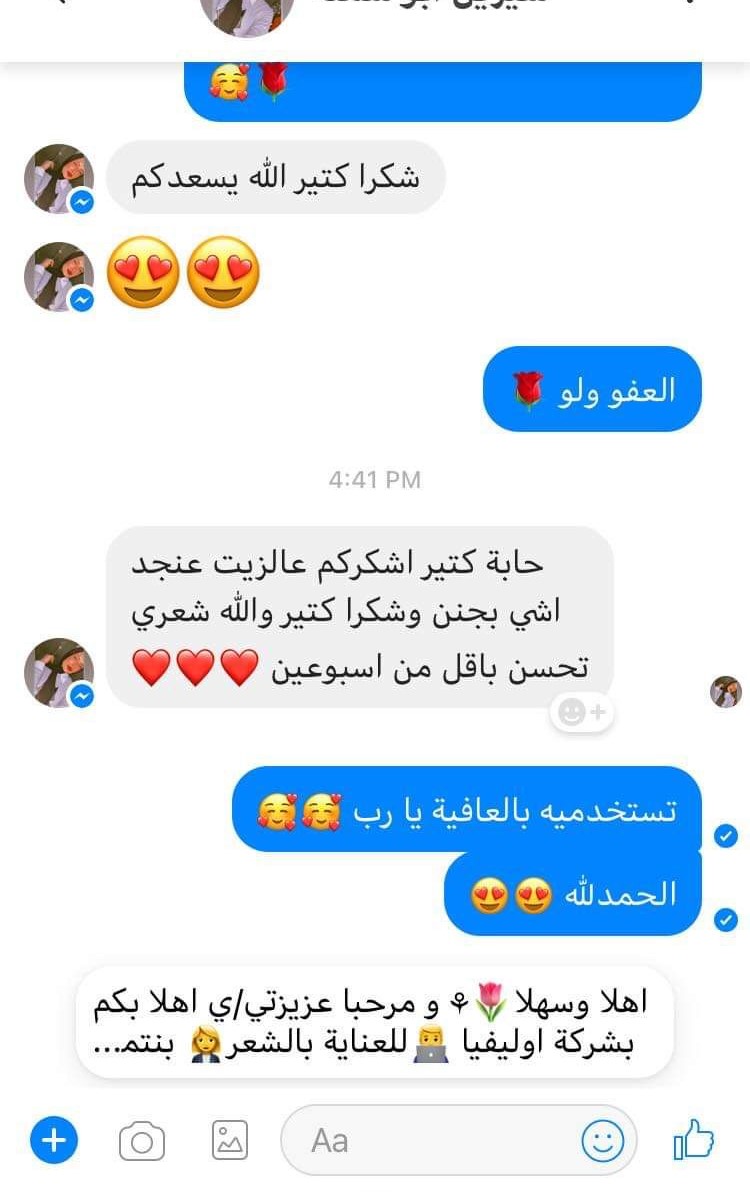 🥰🌹
شكرا كتير الله يسعدكم
😍😍
العفو ولو 🌹
4:41 PM
حابة كتير اشكركم عالزيت عنجد
اشي بجنن وشكرا كتير والله شعري
تحسن باقل من اسبوعين ❤️❤️❤️
تستخدميه بالعافية يا رب 🥰🥰
الحمدلله 😍😍
اهلا وسهلا🌷⚘ و مرحبا عزيزتي/ي اهلا بكم
بشركة اوليفيا 👨‍💻للعناية بالشعر👩‍💼 بنتمـ...
Aa